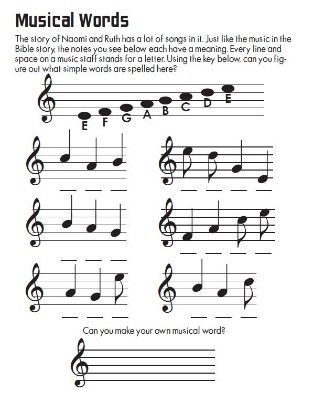 Musical Words
The story of Naomi and Ruth has a lot of songs in it. Just like the music in the
Bible story, the notes you see below each have a meaning. Every line and
space on a music staff stands for a letter. Using the key below, can you fig-
ure out what simple words are spelled here?
E F G A B C D E
Can you make your own musical word?